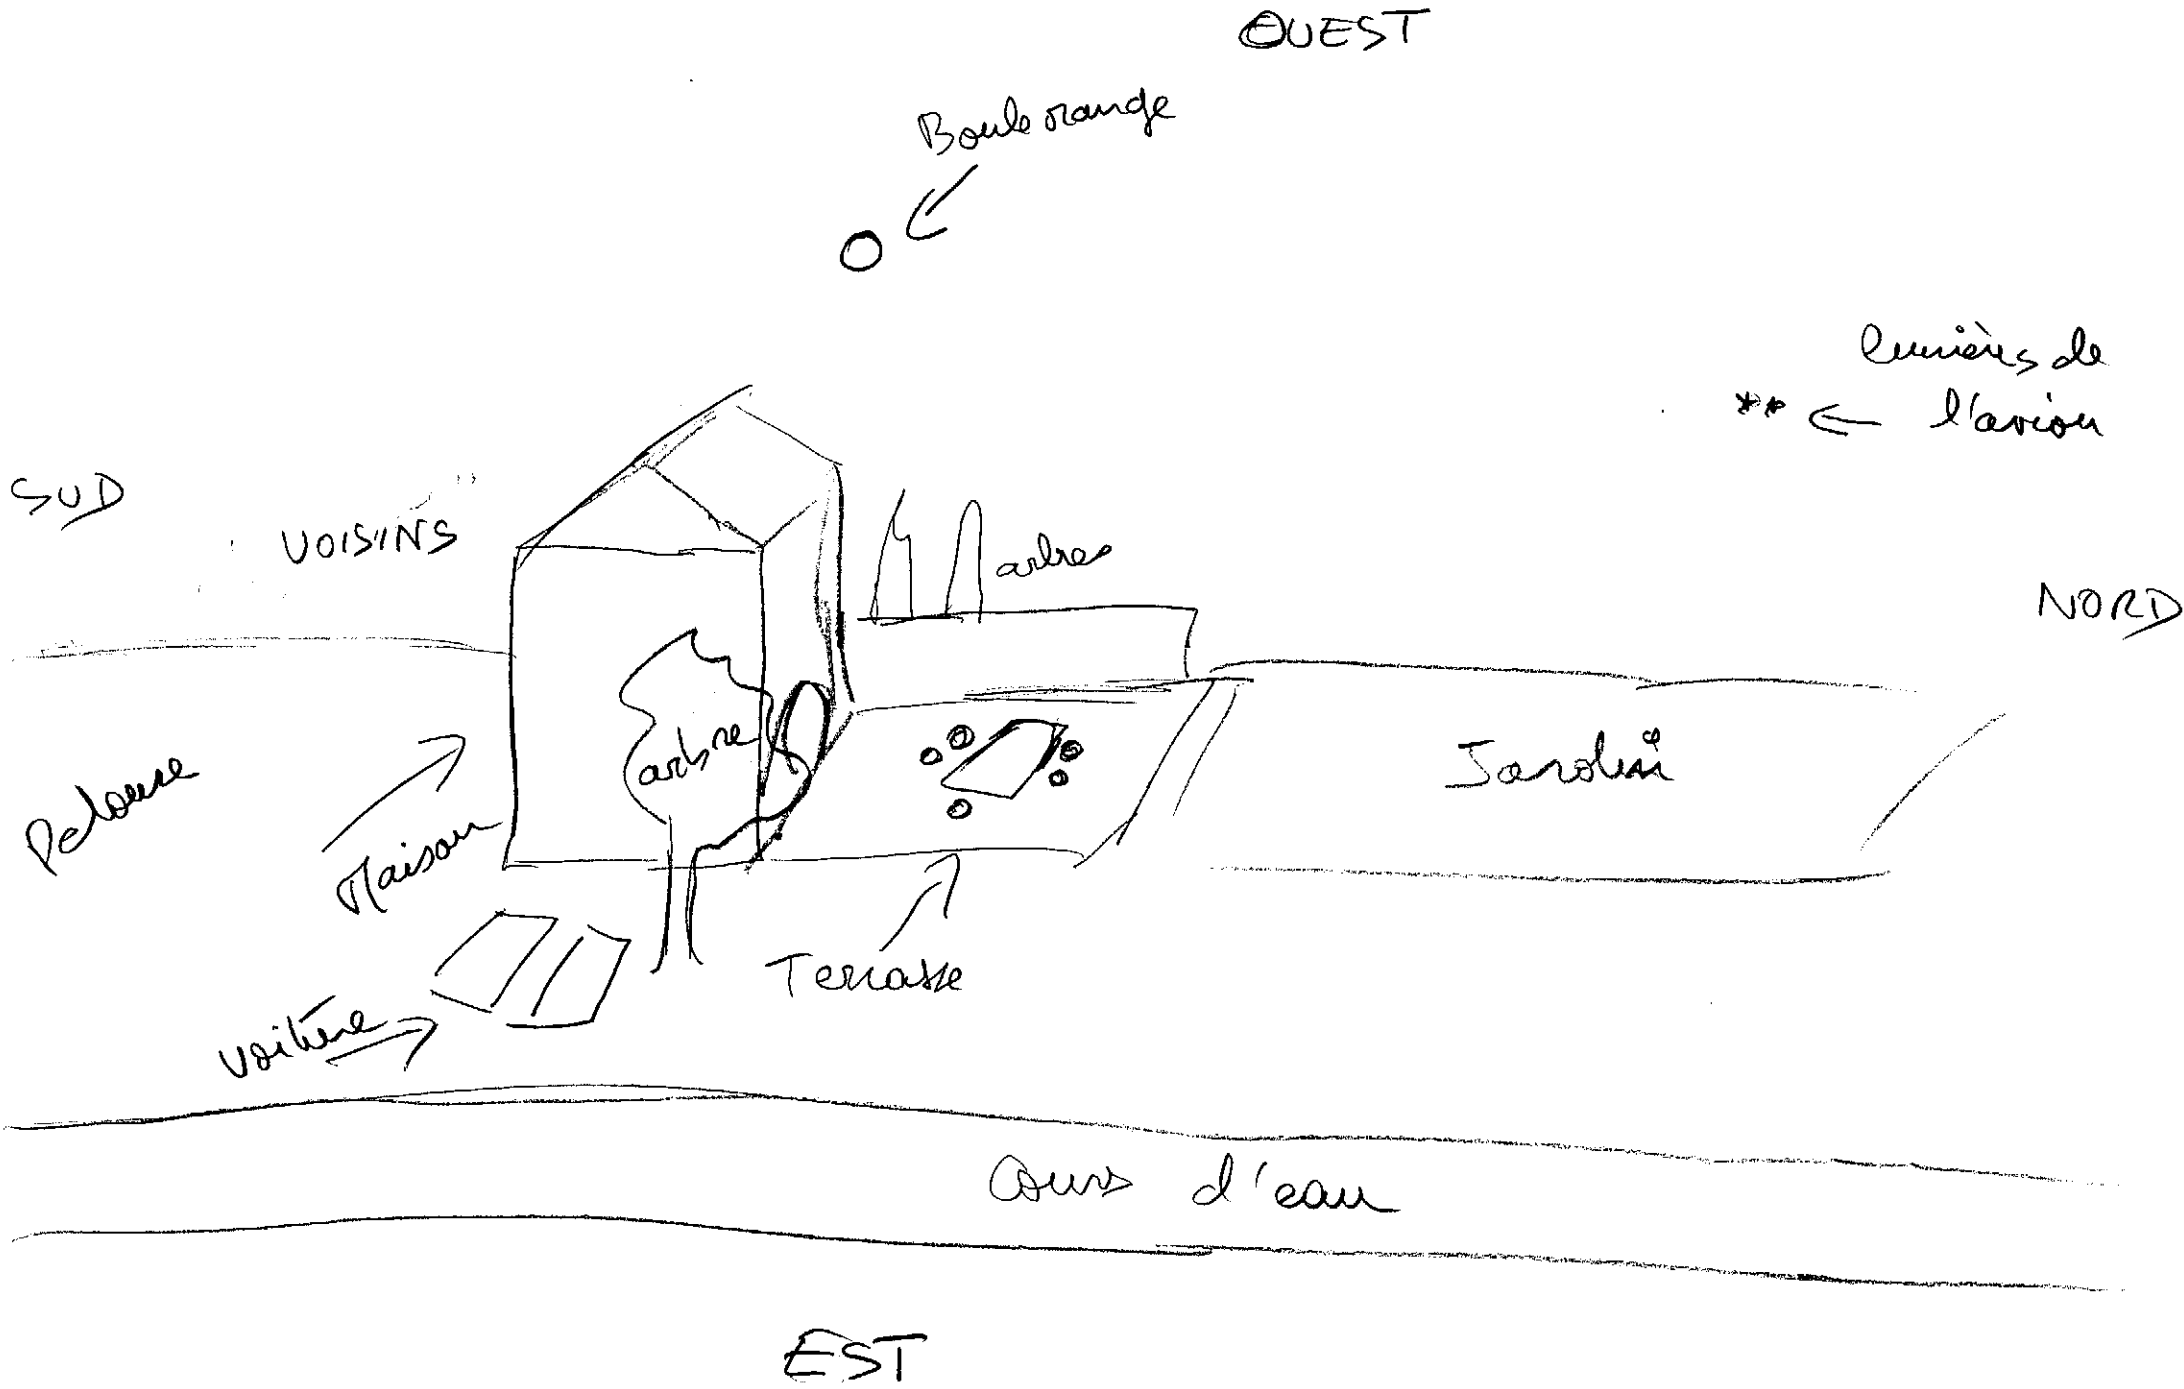 OUEST
Boule orange
lumières de
l'avion
SUD
VOISINS
arbres
NORD
arbre
Jardin
Pelouse
Maison
Terrasse
voiture
Cours d'eau
EST